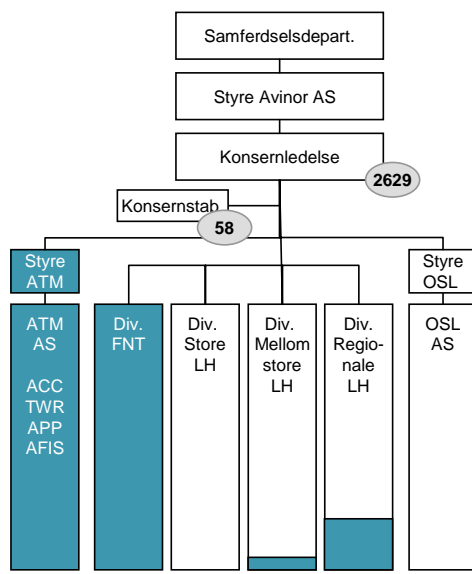 Samferdselsdepart.
Styre Avinor AS
Konsernledelse
2629
Konsernstab
58
Styre
ATM
Styre
OSL
ATM
AS
ACC
TWR
APP
AFIS
Div.
FNT
Div.
Store
LH
Div.
Mellom
store
LH
Div.
Regio-
nale
LH
OSL
AS